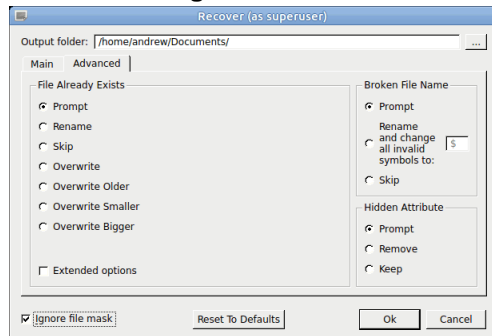 Recover (as superuser)
Output folder: /home/andrew/Documents/ ...
Main Advanced
File Already Exists
Prompt
Rename
Skip
Overwrite
Overwrite Older
Overwrite Smaller
Overwrite Bigger
Extended options
Broken File Name
Prompt
Rename
and change
all invalid
symbols to: $
Skip
Hidden Attribute
Prompt
Remove
Keep
Ignore file mask Reset To Defaults Ok Cancel